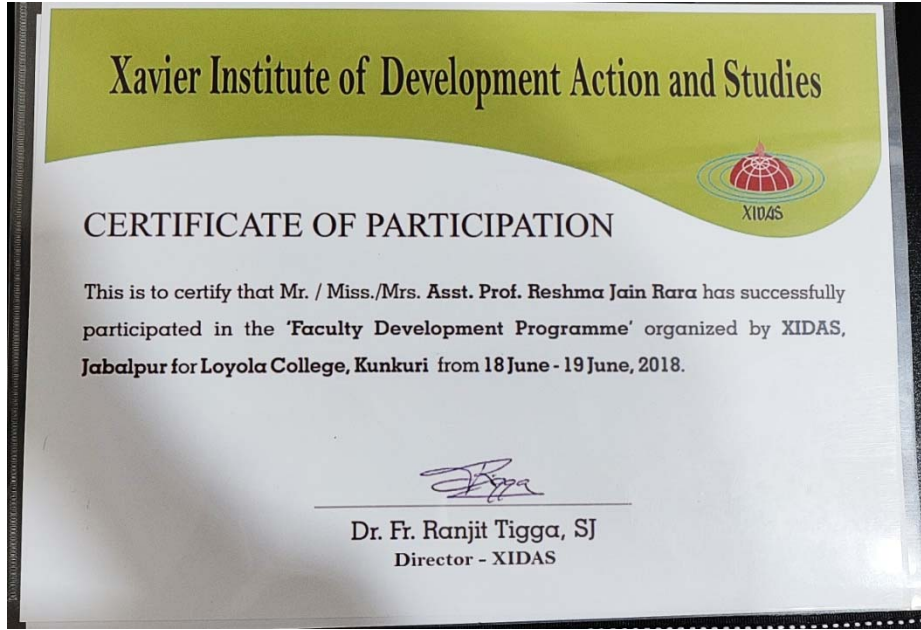 Xavier Institute of Development Action and Studies
XIDAS
CERTIFICATE OF PARTICIPATION
This is to certify that Mr. / Miss./Mrs. Asst. Prof. Reshma Jain Rara has successfully
participated in the 'Faculty Development Programme' organized by XIDAS,
Jabalpur for Loyola College, Kunkuri from 18 June - 19 June, 2018.
Dr. Fr. Ranjit Tigga, SJ
Director - XIDAS